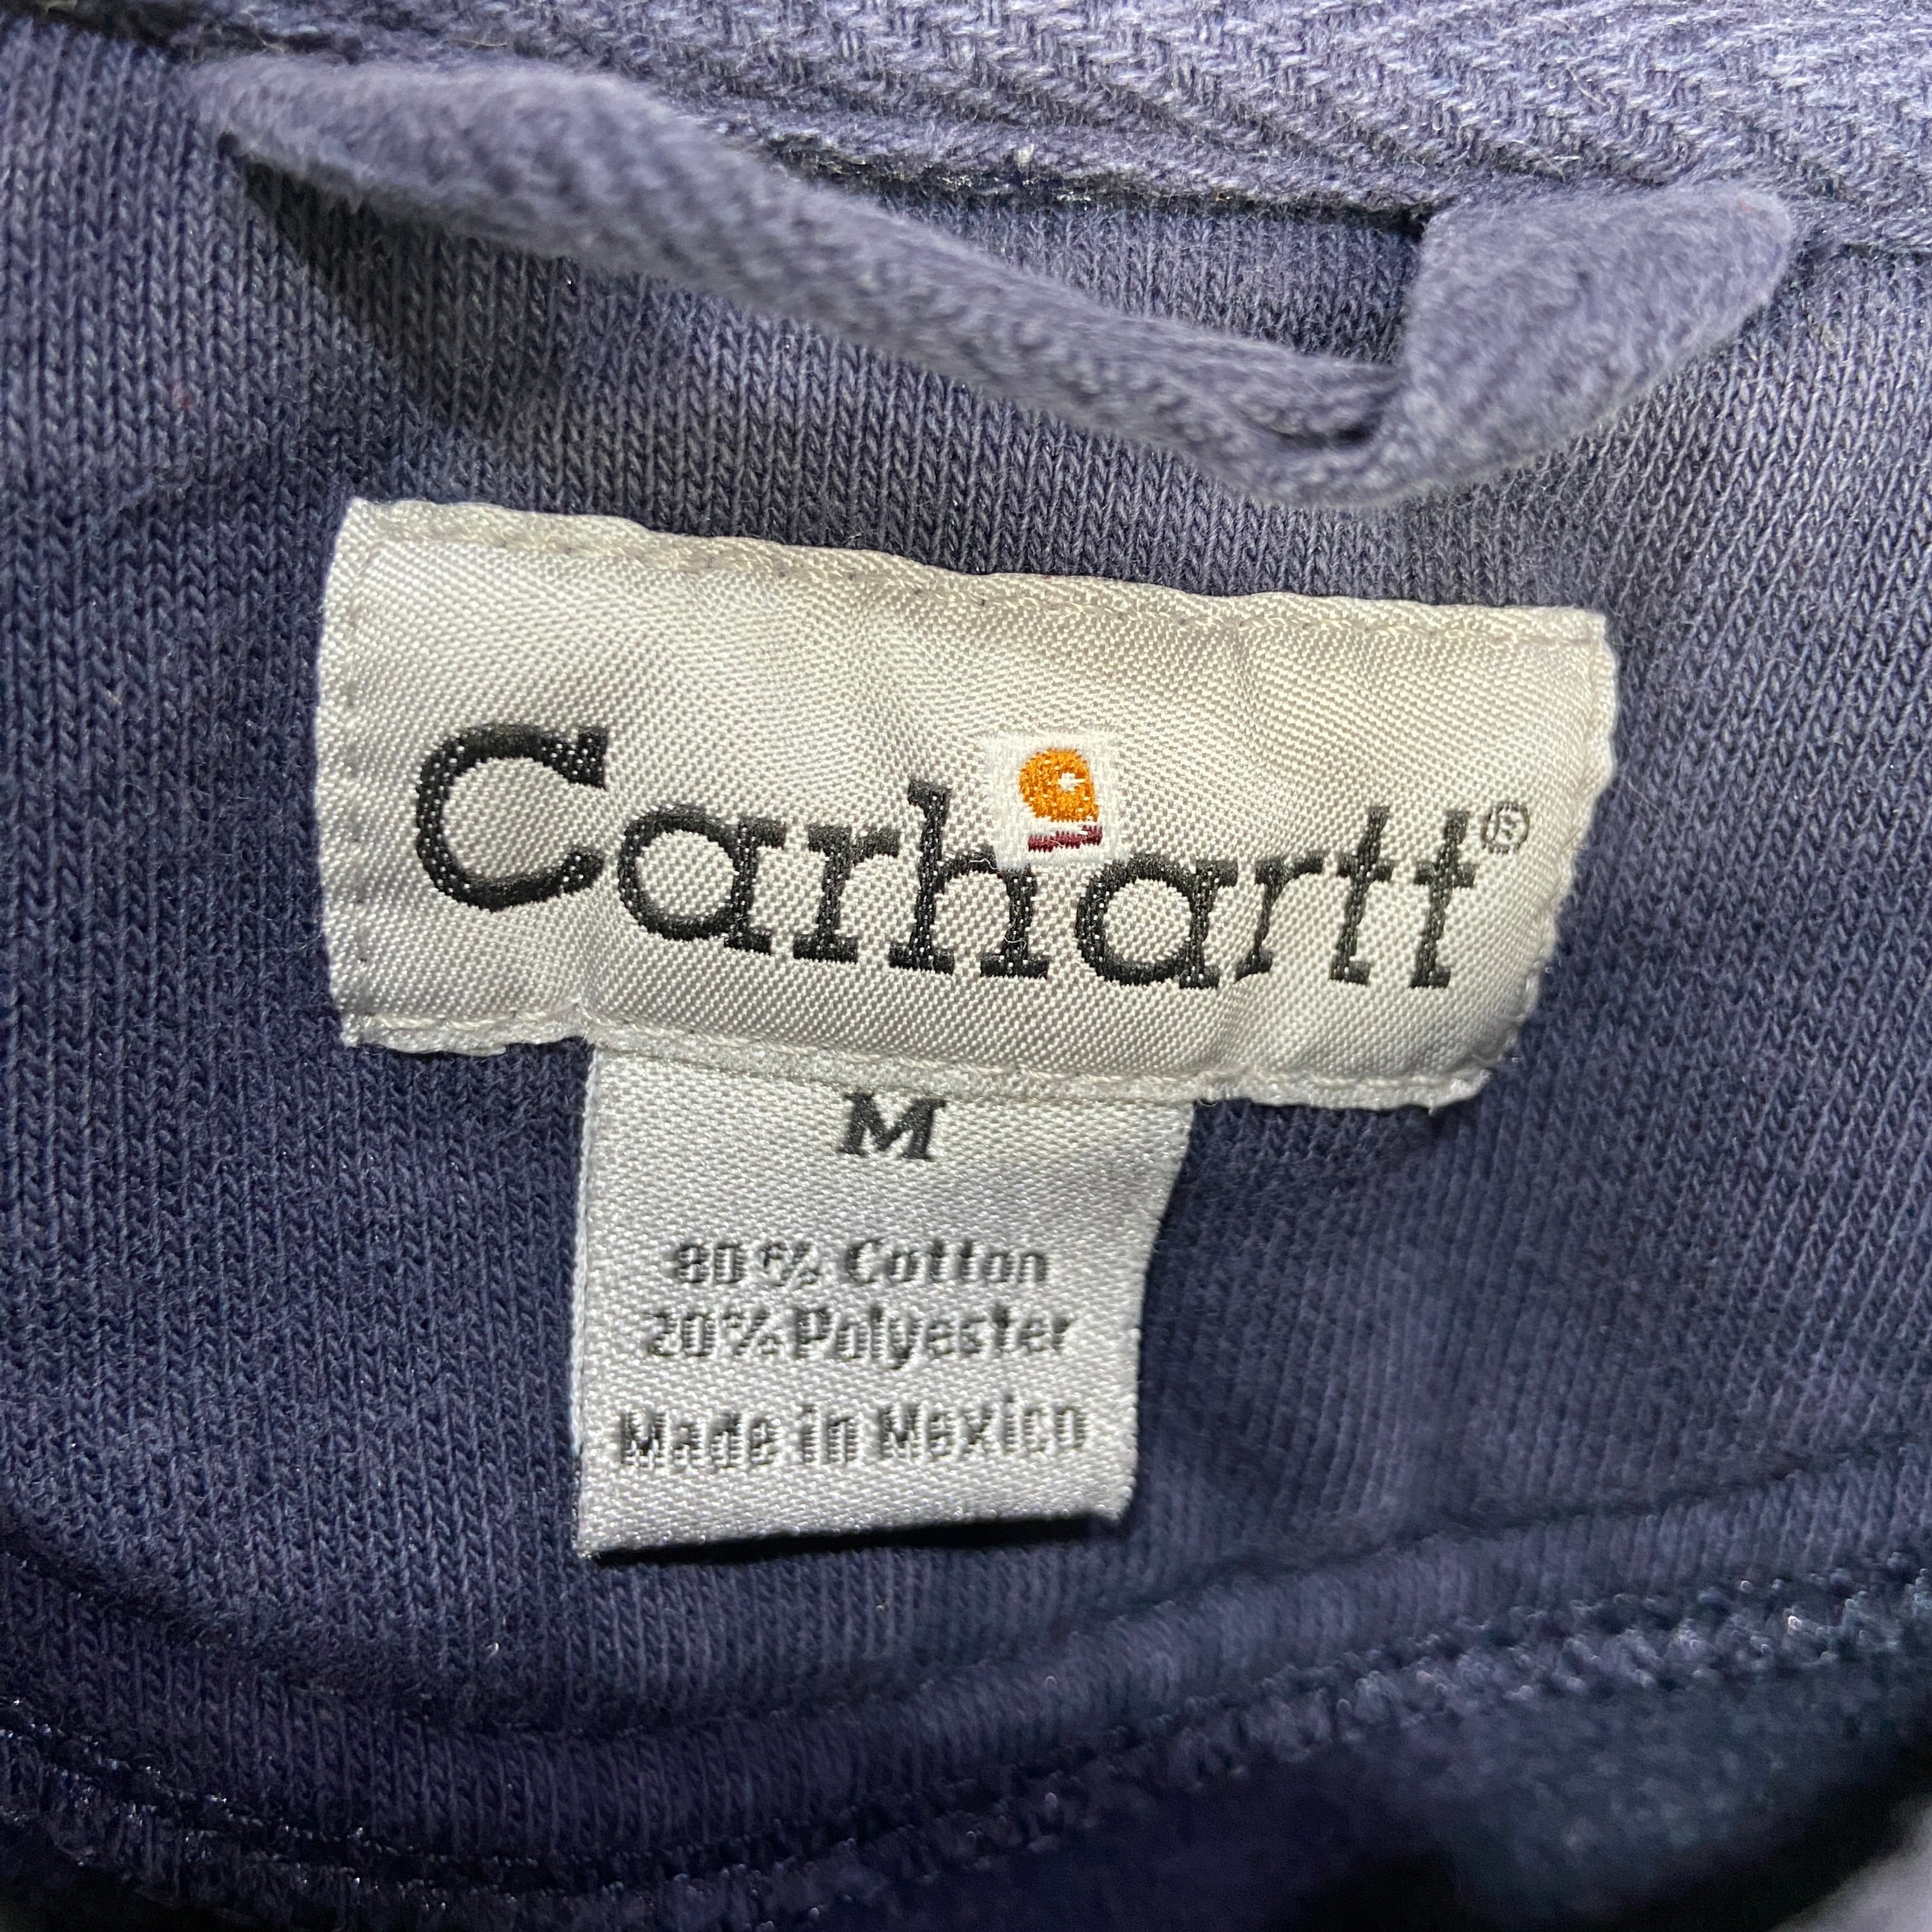 Carhartt®
M
80% Cotton
20% Polyester
Made in Mexico